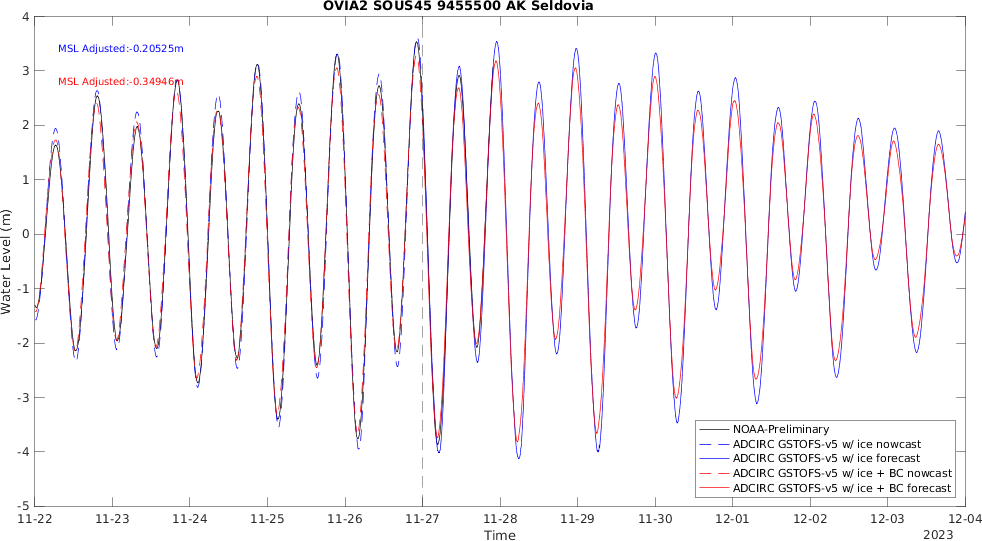 OVIA2 SOUS45 9455500 AK Seldovia
MSL Adjusted:-0.20525m
MSL Adjusted:-0.34946m
Water Level (m)
4
3
2
1
0
-1
-2
-3
-4
-5
NOAA-Preliminary
ADCIRC GSTOFS-v5 w/ ice nowcast
ADCIRC GSTOFS-v5 w/ ice forecast
ADCIRC GSTOFS-v5 w/ ice + BC nowcast
ADCIRC GSTOFS-v5 w/ ice + BC forecast
11-22 11-23 11-24 11-25 11-26 11-27 11-28 11-29 11-30 12-01 12-02 12-03 12-04
Time
2023